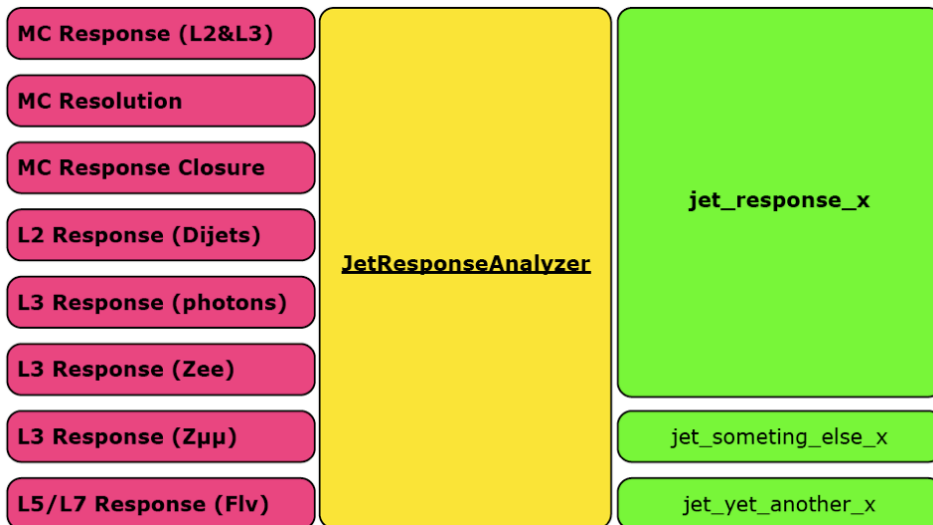 MC Response (L2&L3)
MC Resolution
MC Response Closure
L2 Response (Dijets)
L3 Response (photons)
L3 Response (Zee)
L3 Response (Zμμ)
L5/L7 Response (Flv)
JetResponseAnalyzer
jet_response_x
jet_someting_else_x
jet_yet_another_x